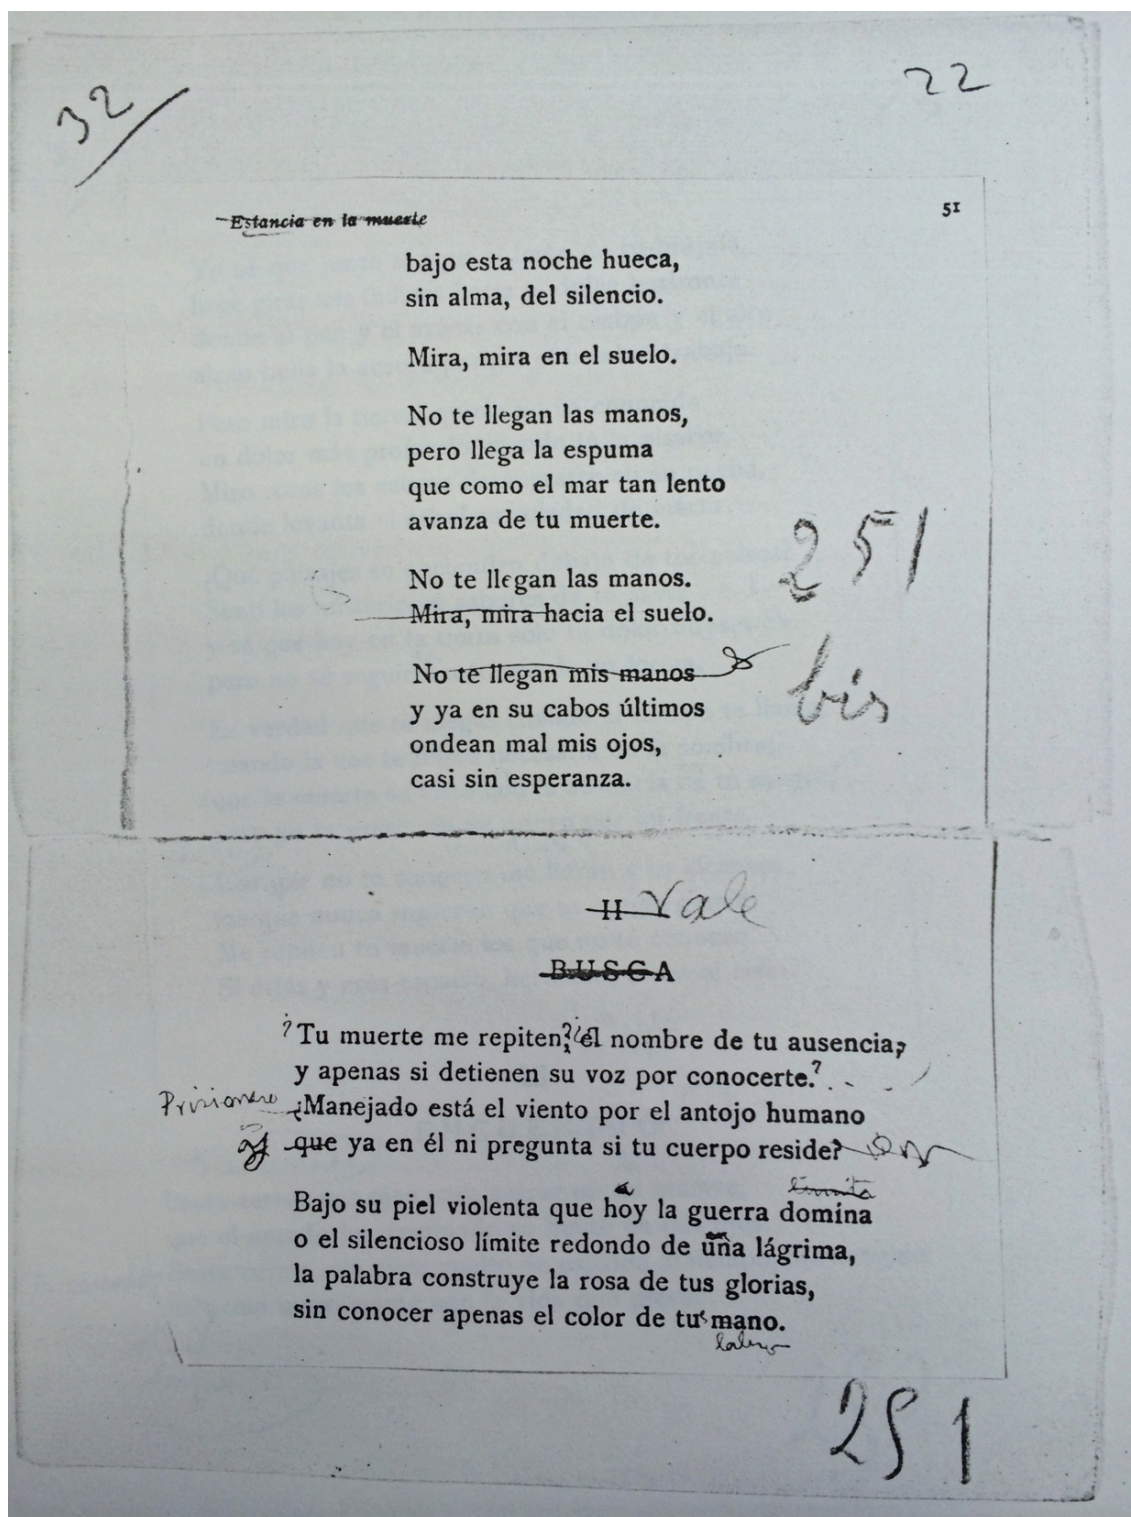 32
22
Estancia en la muerte
51
bajo esta noche hueca,
sin alma, del silencio.
Mira, mira en el suelo.
No te llegan las manos,
pero llega la espuma
que como el mar tan lento
avanza de tu muerte.
251
No te llegan las manos.
Mira, mira hacia el suelo.
No te llegan mis manos
bis
y ya en su cabos últimos
ondean mal mis ojos,
casi sin esperanza.
II Vale
BUSCA
?Tu muerte me repiten?¿él nombre de tu ausencia,
y apenas si detienen su voz por conocerte.?
Prisionero ¿Manejado está el viento por el antojo humano
que ya en él ni pregunta si tu cuerpo reside?
Bajo su piel violenta que hoy la guerra domina
o el silencioso límite redondo de una lágrima,
la palabra construye la rosa de tus glorias,
sin conocer apenas el color de tu mano.
251